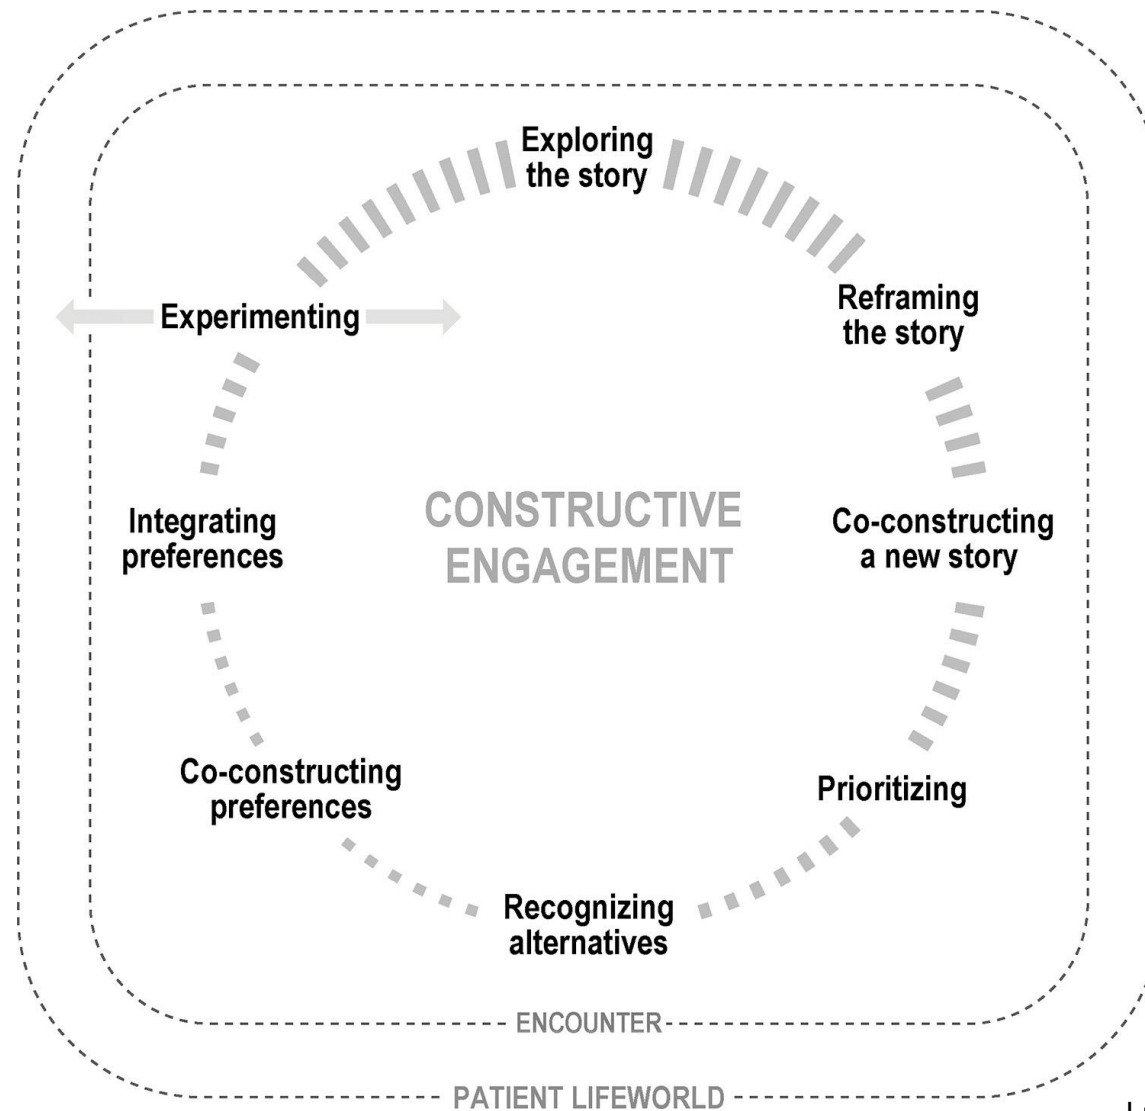 Exploring
the story
Reframing
the story
Co-constructing
a new story
Prioritizing
Recognizing
alternatives
Co-constructing
preferences
Integrating
preferences
Experimenting
CONSTRUCTIVE
ENGAGEMENT
ENCOUNTER
PATIENT LIFEWORLD